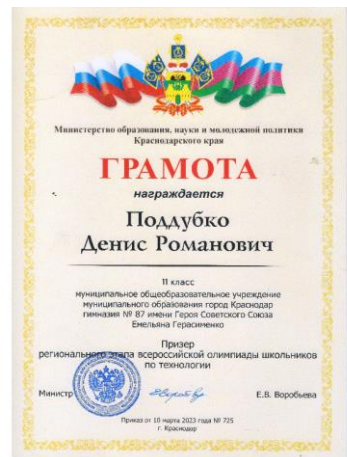 Министерство образования, науки и молодежной политики
Краснодарского края
ГРАМОТА
награждается
Поддубко
Денис Романович
11 класс
муниципальное общеобразовательное учреждение
муниципального образования город Краснодар
гимназия № 87 имени Героя Советского Союза
Емельяна Герасименко
Призер
регионального этапа всероссийской олимпиады школьников
по технологии
Министр
Е.В. Воробьева
Приказ от 10 марта 2023 года № 725
г. Краснодар